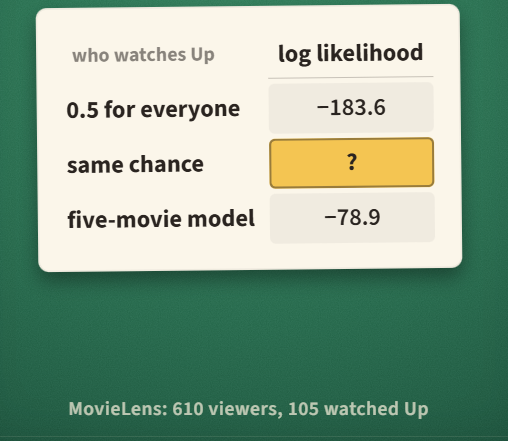 who watches Up log likelihood
0.5 for everyone −183.6
same chance ?
five-movie model −78.9
MovieLens: 610 viewers, 105 watched Up